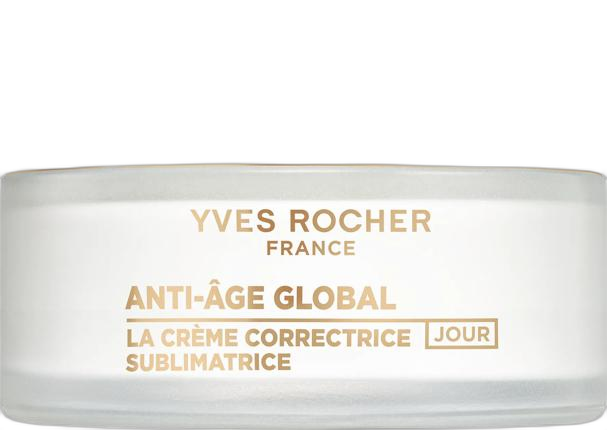 YVES ROCHER
FRANCE
ANTI-ÂGE GLOBAL
LA CRÈME CORRECTRICE JOUR
SUBLIMATRICE